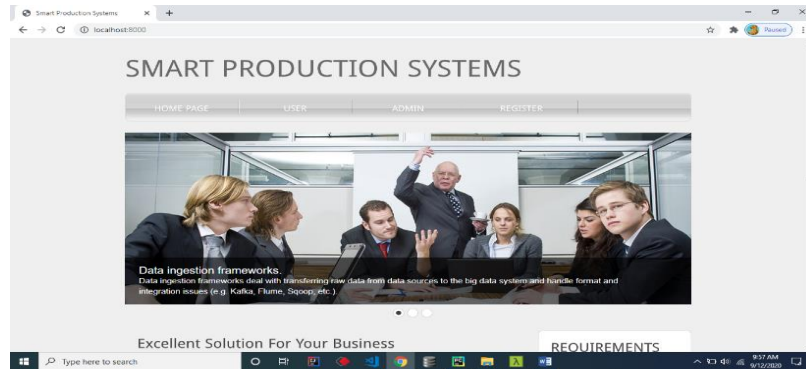 Smart Production Systems
localhost:8000
Paused
SMART PRODUCTION SYSTEMS
HOME PAGE USER ADMIN REGISTER
Data ingestion frameworks.
Data ingestion frameworks deal with transferring raw data from data sources to the big data system and handle format and
integration issues (e.g. Kafka, Flume, Sqoop, etc.)
Excellent Solution For Your Business
REQUIREMENTS
Type here to search
9:57 AM
9/12/2020